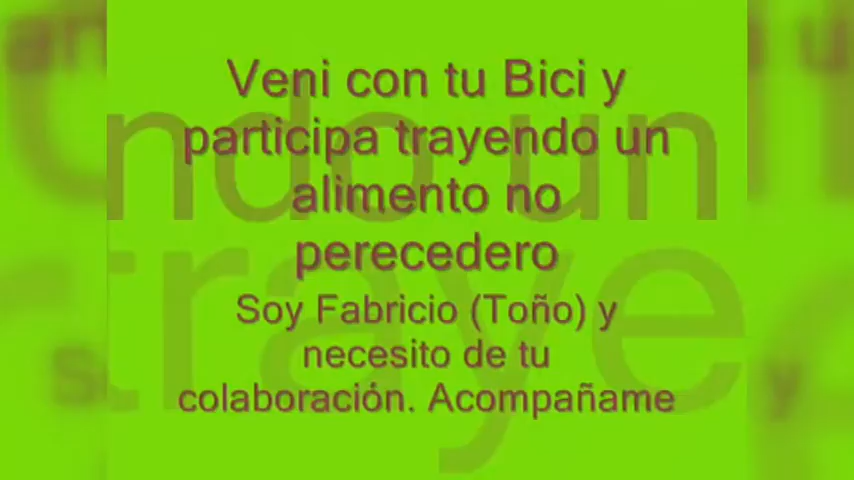 Veni con tu Bici y
participa trayendo un
alimento no
perecedero
Soy Fabricio (Toño) y
necesito de tu
colaboración. Acompañame